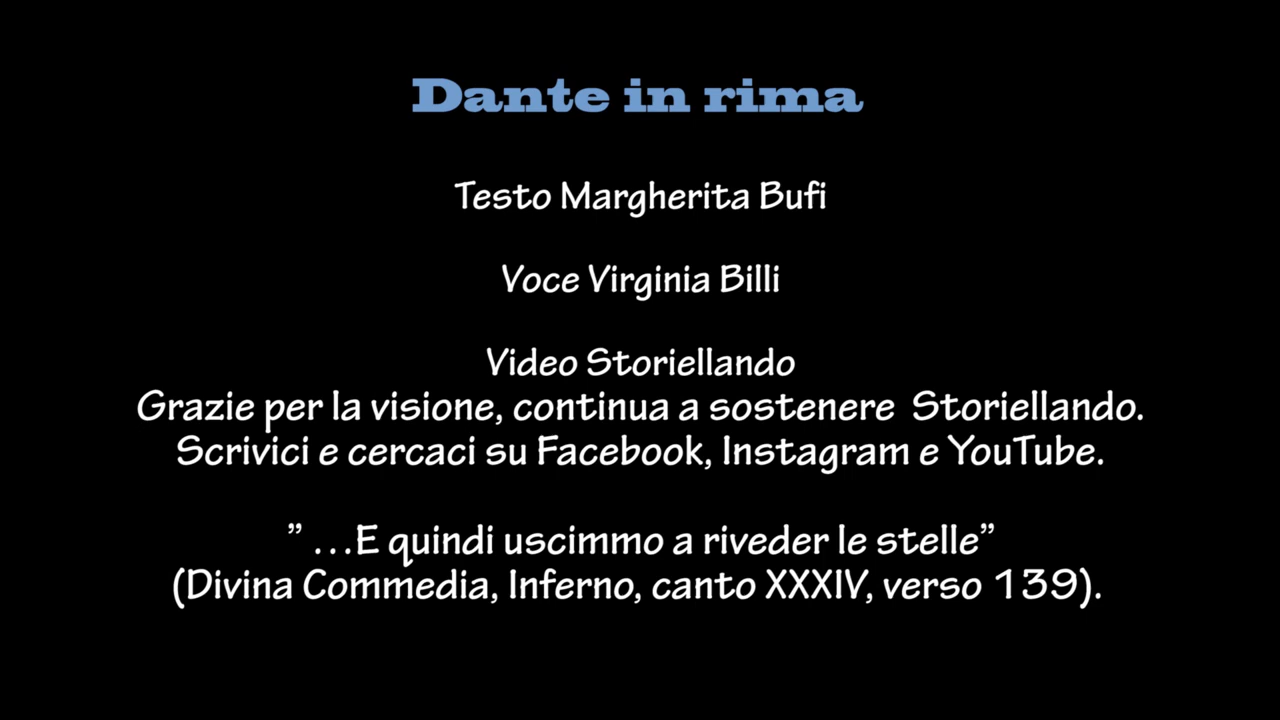 Dante in rima
Testo Margherita Bufi
Voce Virginia Billi
Video Storiellando
Grazie per la visione, continua a sostenere  Storiellando.
Scrivici e cercaci su Facebook, Instagram e YouTube.
” ...E quindi uscimmo a riveder le stelle”
(Divina Commedia, Inferno, canto XXXIV, verso 139).